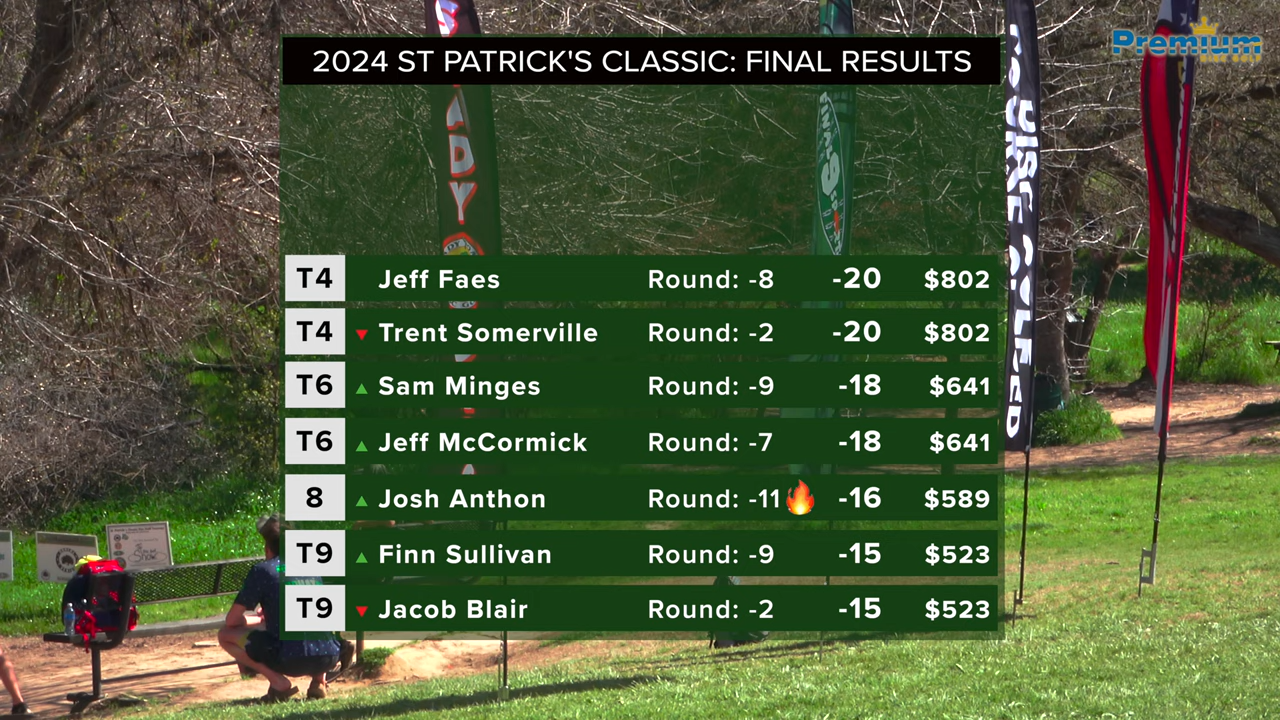 2024 ST PATRICK'S CLASSIC: FINAL RESULTS
Premium
DISC GOLF
T4 Jeff Faes Round: -8 -20 $802
T4 Trent Somerville Round: -2 -20 $802
T6 Sam Minges Round: -9 -18 $641
T6 Jeff McCormick Round: -7 -18 $641
8 Josh Anthon Round: -11 -16 $589
T9 Finn Sullivan Round: -9 -15 $523
T9 Jacob Blair Round: -2 -15 $523